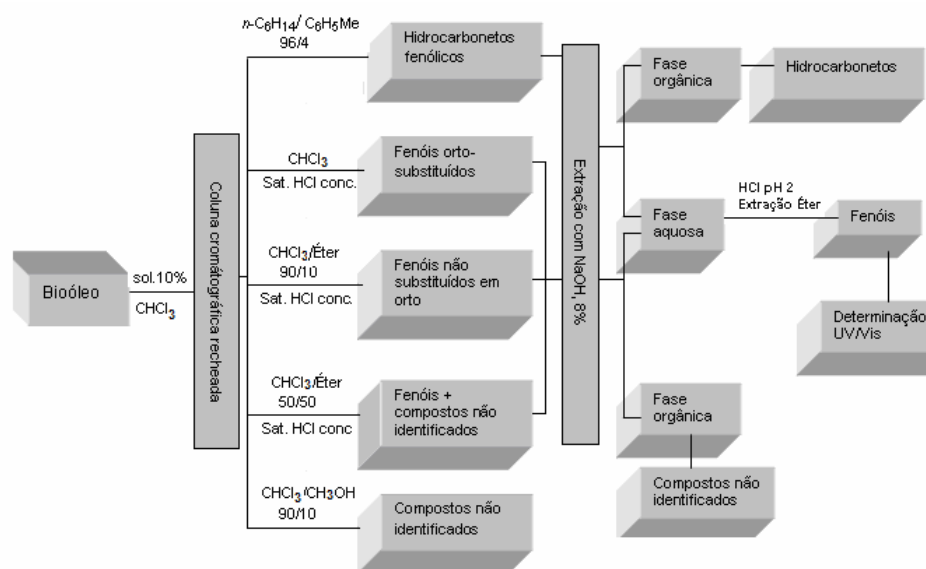 Bioóleo
sol.10%
CHCl3
Coluna cromátográfica recheada
n-C6H14/ C6H5Me
96/4
Hidrocarbonetos
fenólicos
CHCl3
Sat. HCl conc.
Fenóis orto-
substituídos
CHCl3/Éter
90/10
Sat. HCl conc.
Fenóis não
substituídos em
orto
CHCl3/Éter
50/50
Sat. HCl conc
Fenóis +
compostos não
identificados
CHCl3/CH3OH
90/10
Compostos não
identificados
Extração com NaOH, 8%
Fase
orgânica
Hidrocarbonetos
Fase
aquosa
HCl pH 2
Extração Éter
Fenóis
Determinação
UV/Vis
Fase
orgânica
Compostos não
identificados